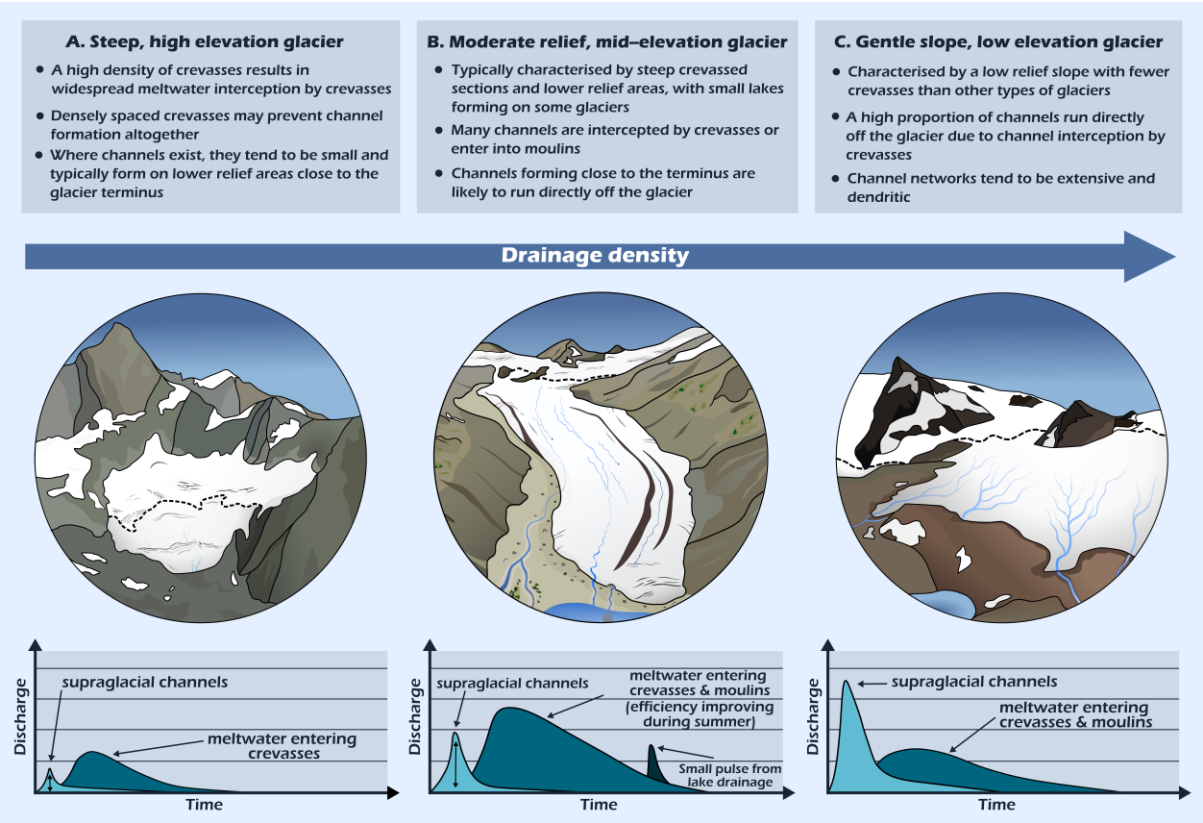 A. Steep, high elevation glacier
• A high density of crevasses results in
widespread meltwater interception by crevasses
• Densely spaced crevasses may prevent channel
formation altogether
• Where channels exist, they tend to be small and
typically form on lower relief areas close to the
glacier terminus
B. Moderate relief, mid–elevation glacier
• Typically characterised by steep crevassed
sections and lower relief areas, with small lakes
forming on some glaciers
• Many channels are intercepted by crevasses or
enter into moulins
• Channels forming close to the terminus are
likely to run directly off the glacier
C. Gentle slope, low elevation glacier
• Characterised by a low relief slope with fewer
crevasses than other types of glaciers
• A high proportion of channels run directly
off the glacier due to channel interception by
crevasses
• Channel networks tend to be extensive and
dendritic
Drainage density
Discharge
supraglacial channels
meltwater entering
crevasses
Time
Discharge
supraglacial channels
meltwater entering
crevasses & moulins
(efficiency improving
during summer)
Small pulse from
lake drainage
Time
Discharge
supraglacial channels
meltwater entering
crevasses & moulins
Time